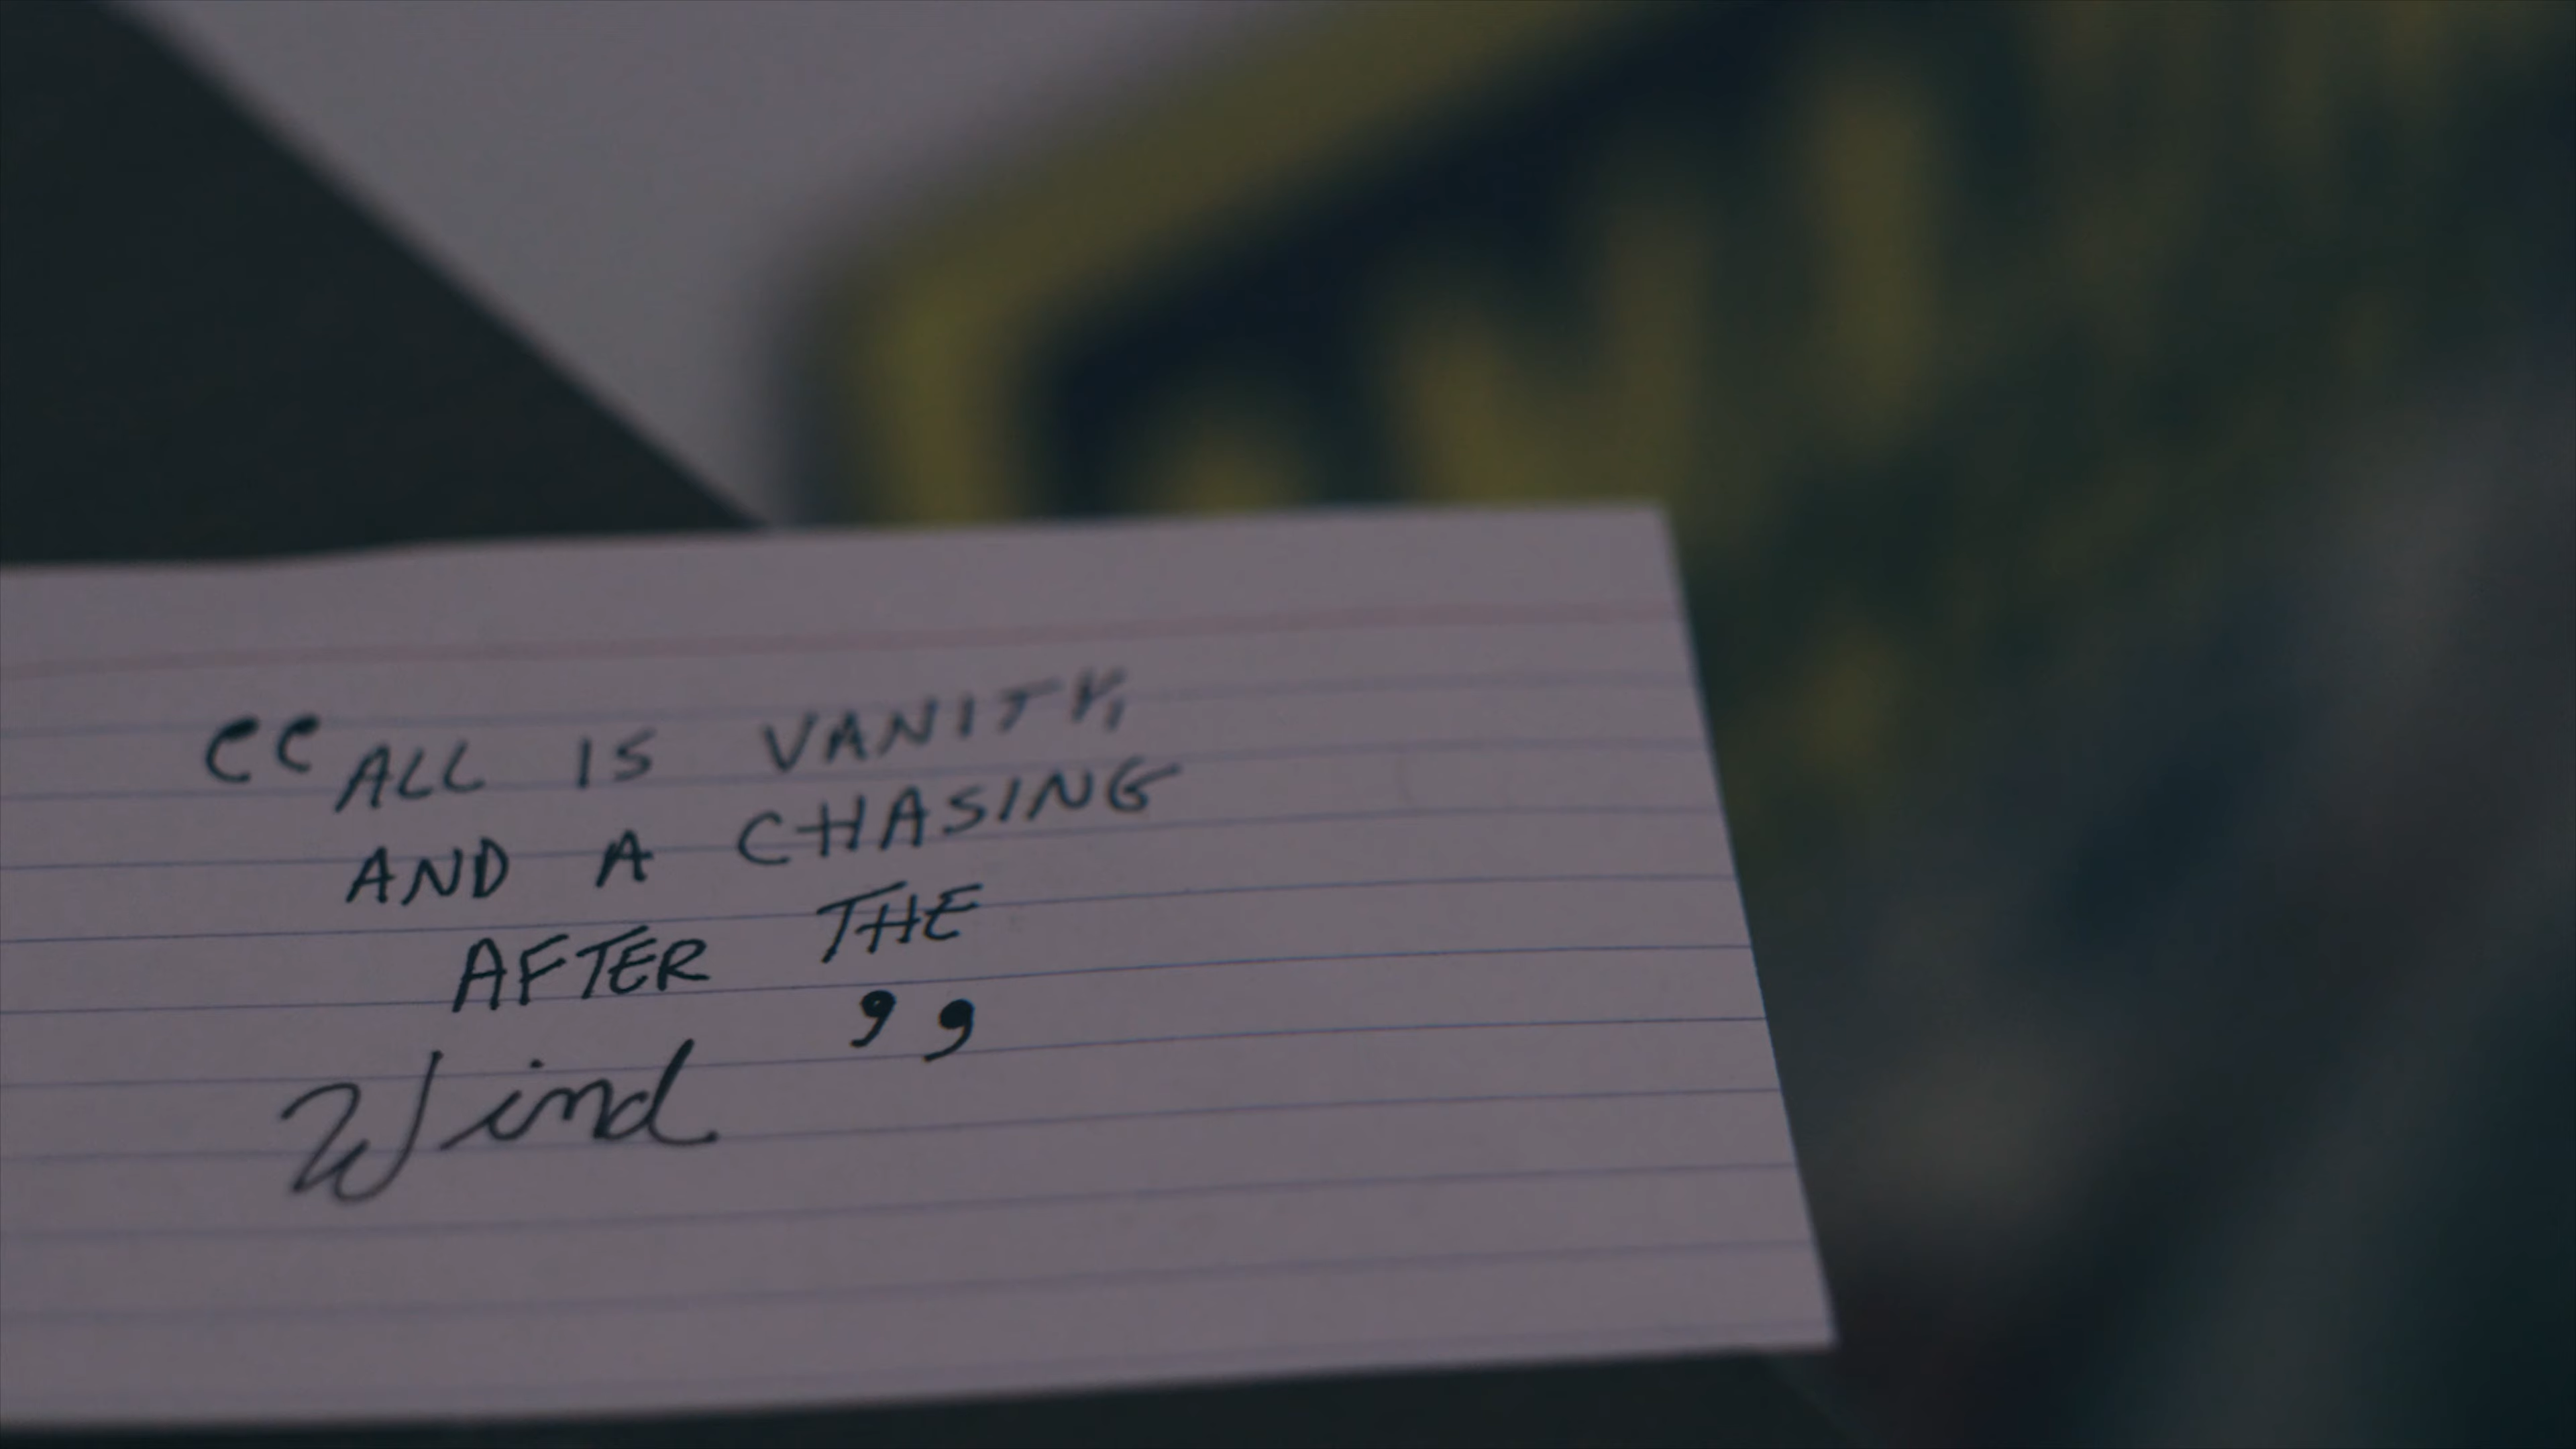 “ALL IS VANITY,
AND A CHASING
AFTER THE
Wind”